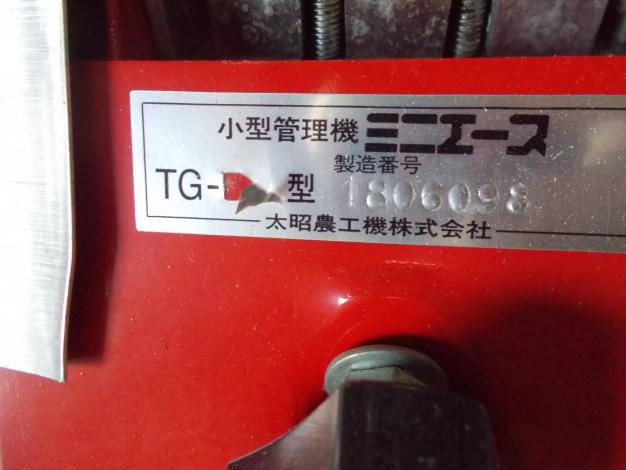 小型管理機 ミニエース
製造番号
TG- 型 1806098
太昭農工機株式会社